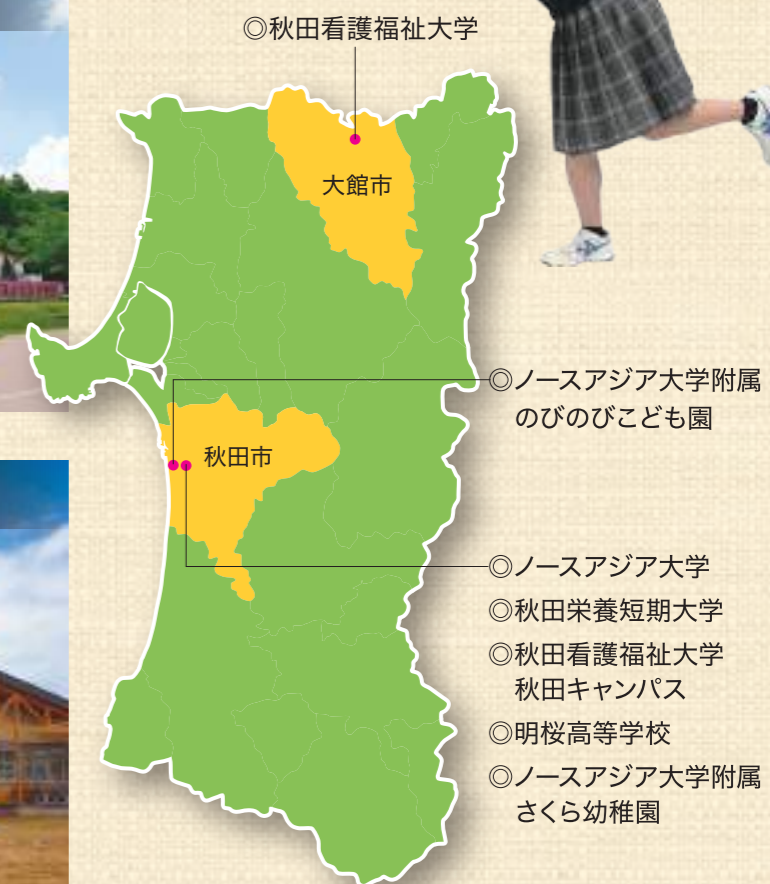 ◎秋田看護福祉大学
大館市
◎ノースアジア大学附属
のびのびこども園
秋田市
◎ノースアジア大学
◎秋田栄養短期大学
◎秋田看護福祉大学
秋田キャンパス
◎明桜高等学校
◎ノースアジア大学附属
さくら幼稚園